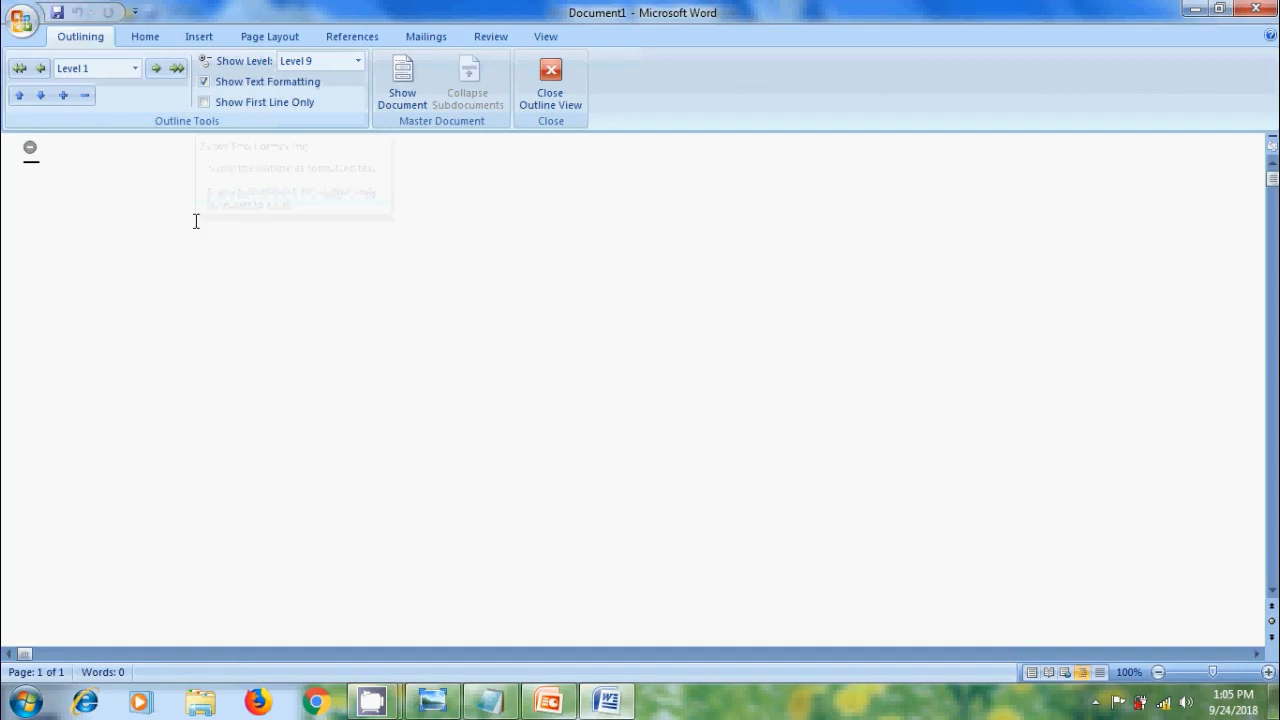 Document1 - Microsoft Word
Outlining Home Insert Page Layout References Mailings Review View
Level 1
Show Level: Level 9
Show Text Formatting
Show First Line Only
Outline Tools
Show Document
Collapse Subdocuments
Master Document
Close Outline View
Close
Page: 1 of 1 Words: 0 100%
1:05 PM
9/24/2018